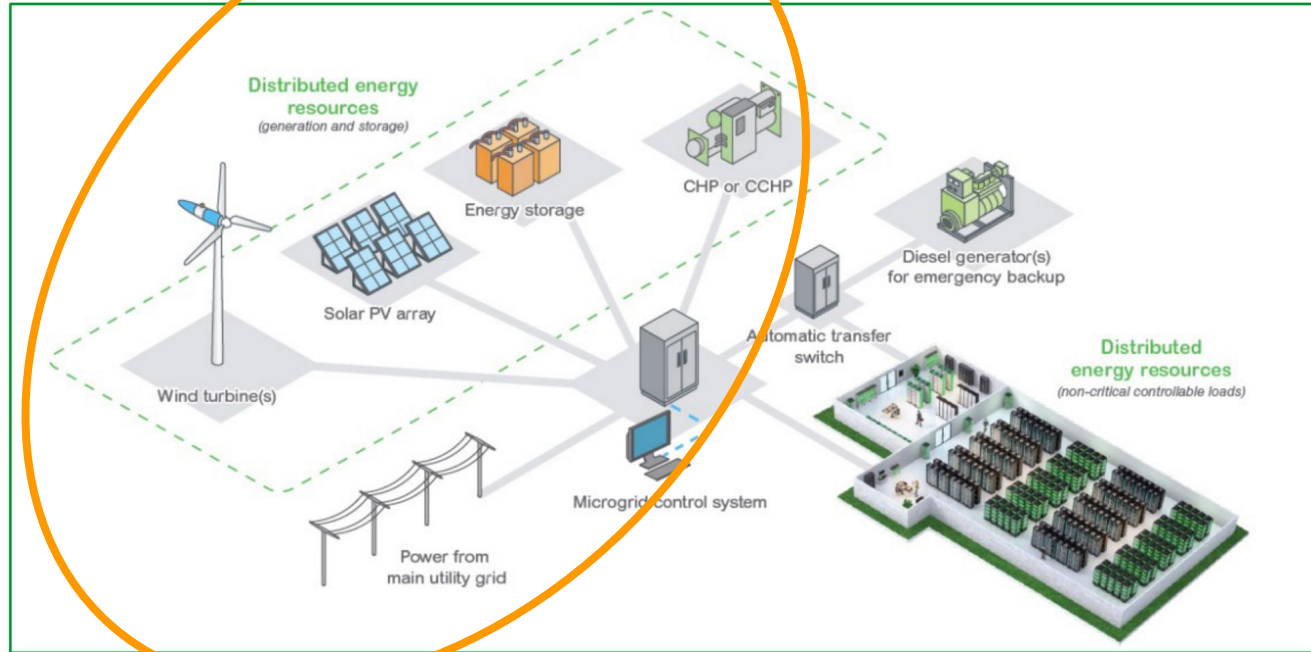 Distributed energy
resources
(generation and storage)
CHP or CCHP
Energy storage
Diesel generator(s)
for emergency backup
Solar PV array
Automatic transfer
switch
Distributed
energy resources
(non-critical controllable loads)
Wind turbine(s)
Microgrid control system
Power from
main utility grid